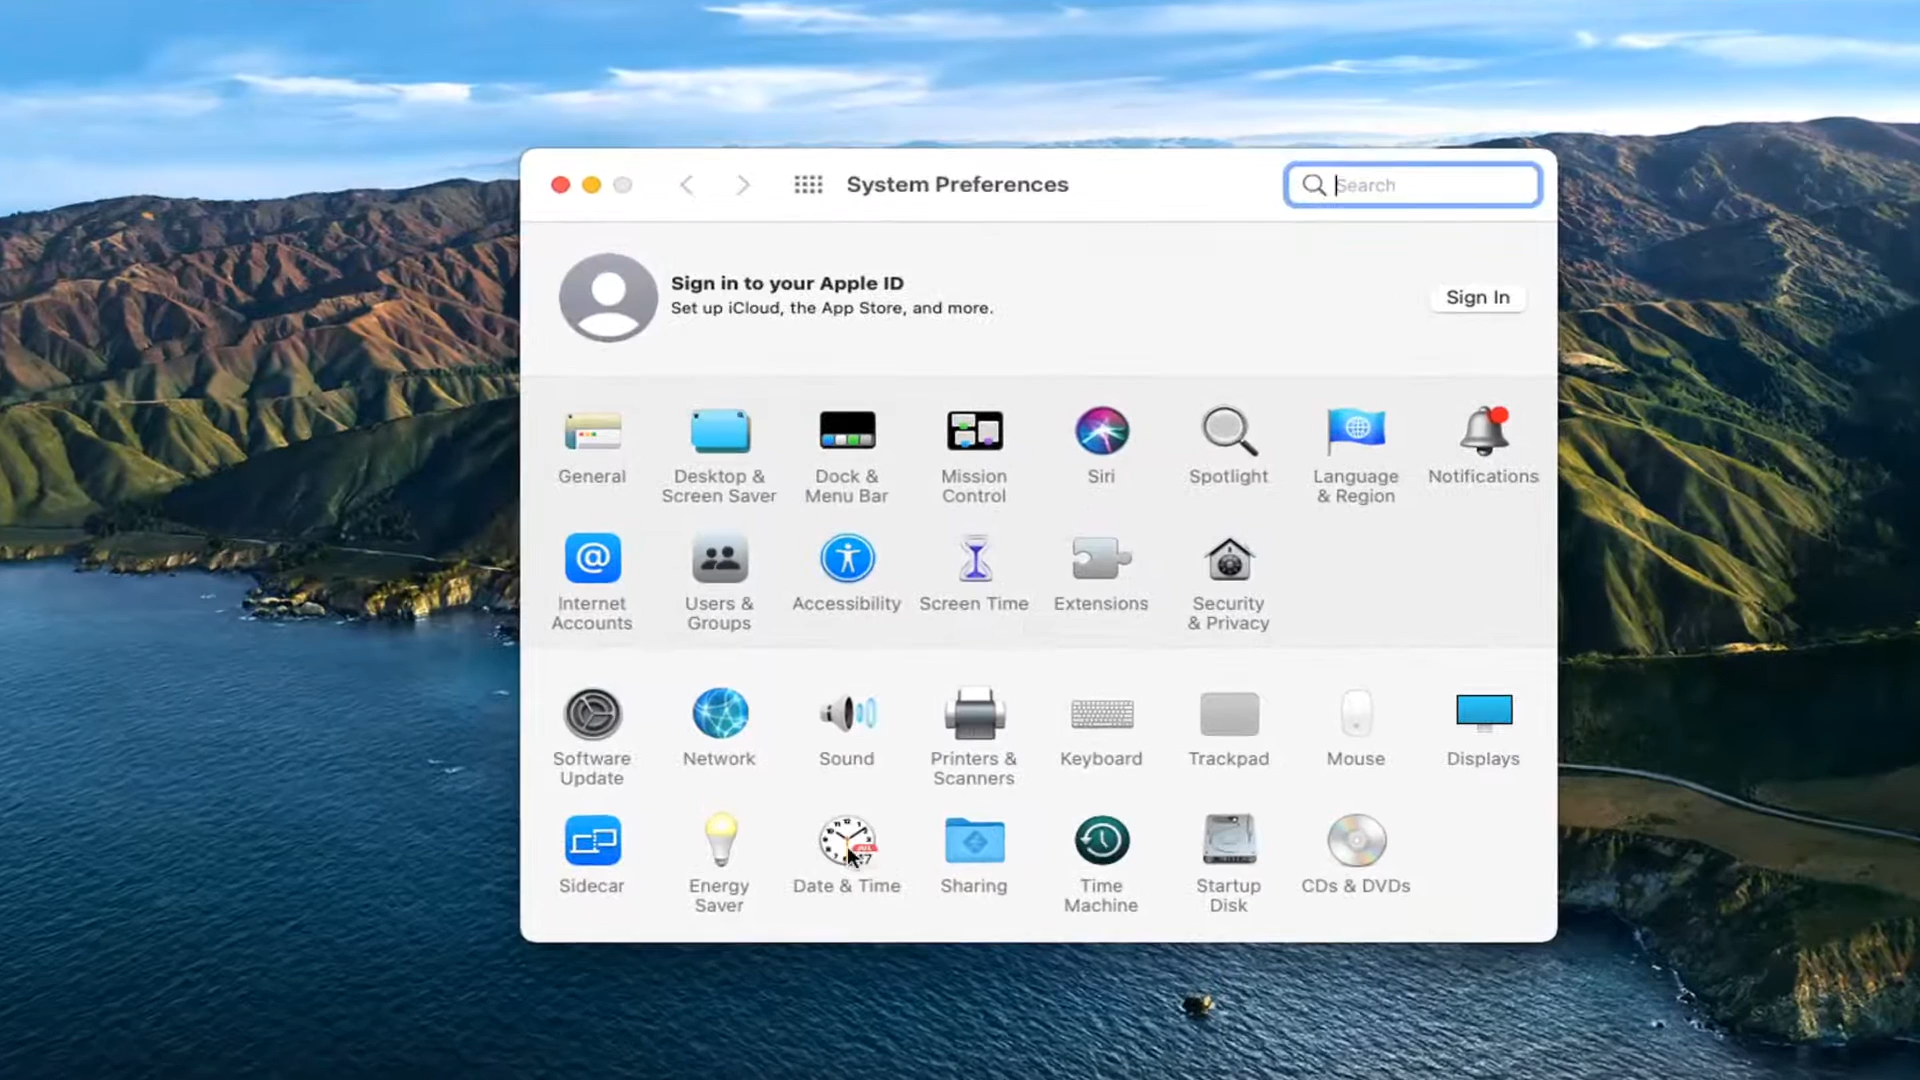 System Preferences
Search
Sign in to your Apple ID
Set up iCloud, the App Store, and more.
Sign In
General
Desktop &
Screen Saver
Dock &
Menu Bar
Mission
Control
Siri
Spotlight
Language
& Region
Notifications
Internet
Accounts
Users &
Groups
Accessibility
Screen Time
Extensions
Security
& Privacy
Software
Update
Network
Sound
Printers &
Scanners
Keyboard
Trackpad
Mouse
Displays
Sidecar
Energy
Saver
JUL
Date & Time
Sharing
Time
Machine
Startup
Disk
CDs & DVDs